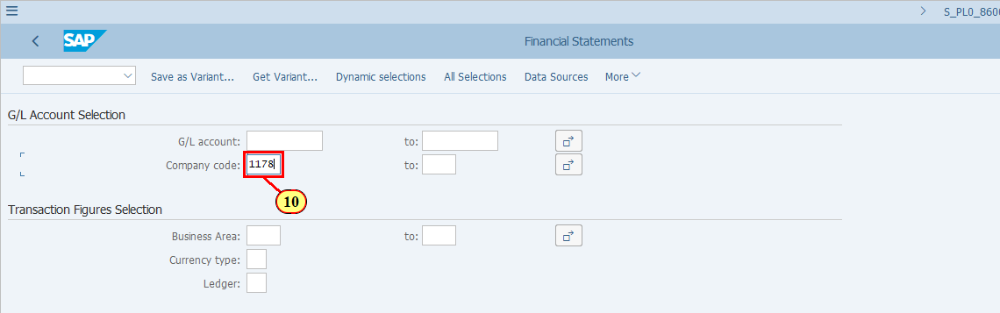 S_PL0_860
SAP Financial Statements
Save as Variant... Get Variant... Dynamic selections All Selections Data Sources More
G/L Account Selection
G/L account: to:
Company code: 1178 to:
10
Transaction Figures Selection
Business Area: to:
Currency type:
Ledger: